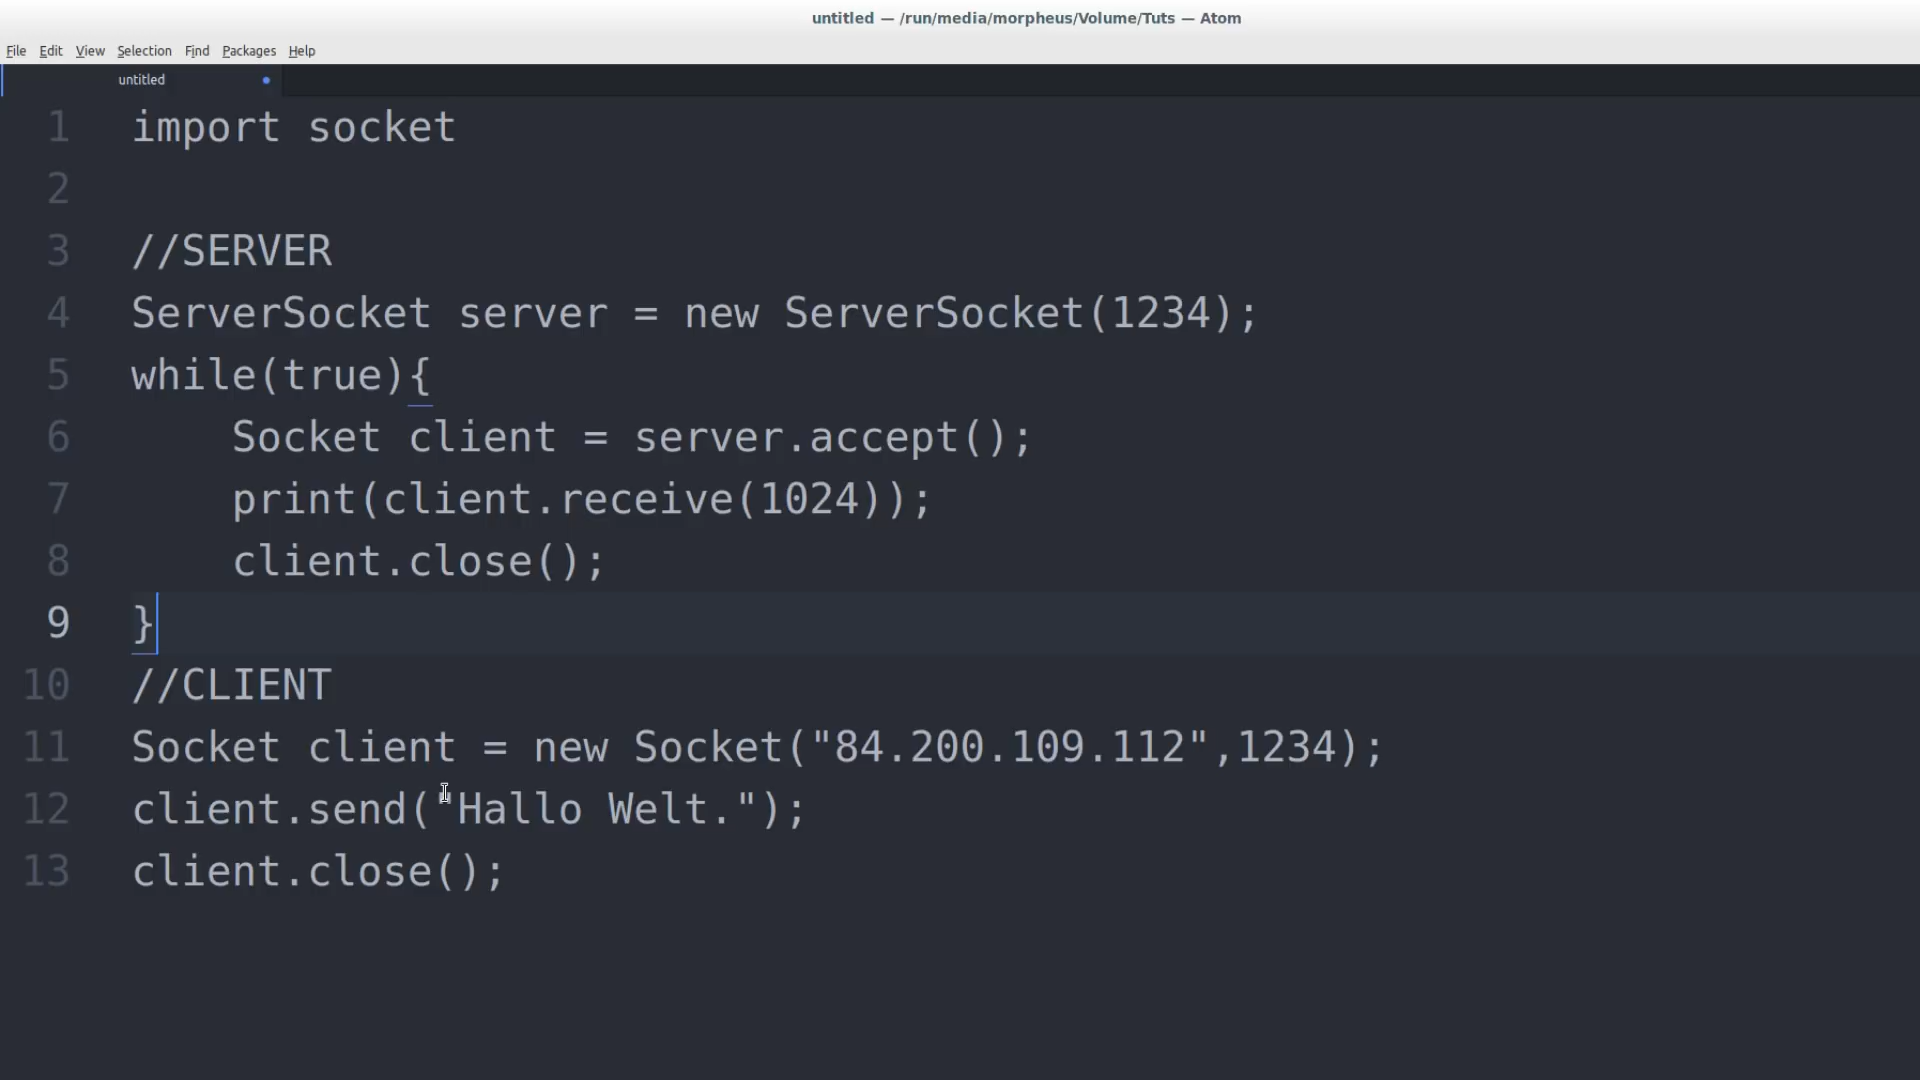 untitled — /run/media/morpheus/Volume/Tuts — Atom
File Edit View Selection Find Packages Help
untitled
1 import socket
2
3 //SERVER
4 ServerSocket server = new ServerSocket(1234);
5 while(true){
6     Socket client = server.accept();
7     print(client.receive(1024));
8     client.close();
9 }
10 //CLIENT
11 Socket client = new Socket("84.200.109.112",1234);
12 client.send("Hallo Welt.");
13 client.close();